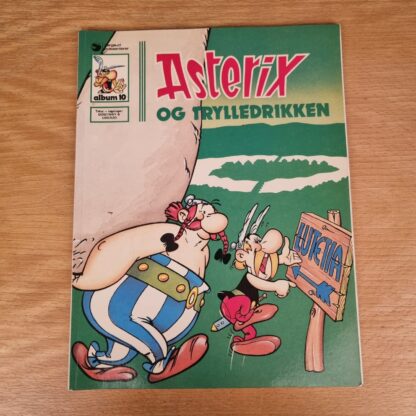 album 10
Asterix
OG TRYLLEDRIKKEN
LUTETIA